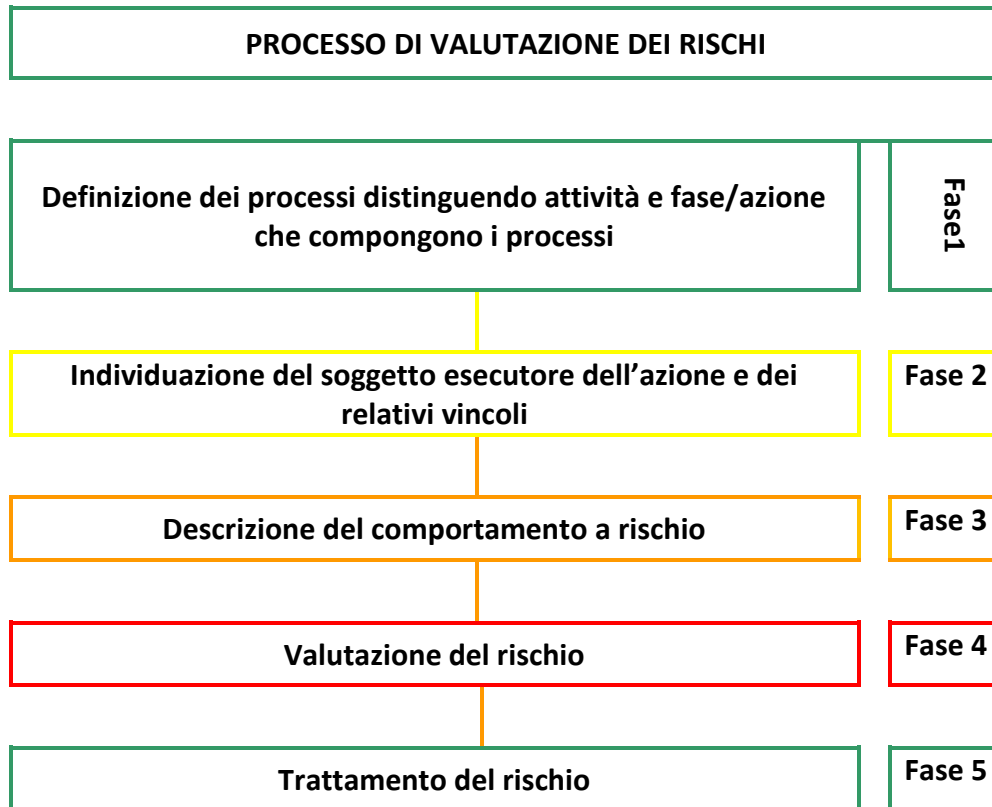 PROCESSO DI VALUTAZIONE DEI RISCHI
Definizione dei processi distinguendo attività e fase/azione
che compongono i processi
Fase1
Individuazione del soggetto esecutore dell’azione e dei
relativi vincoli
Fase 2
Descrizione del comportamento a rischio
Fase 3
Valutazione del rischio
Fase 4
Trattamento del rischio
Fase 5